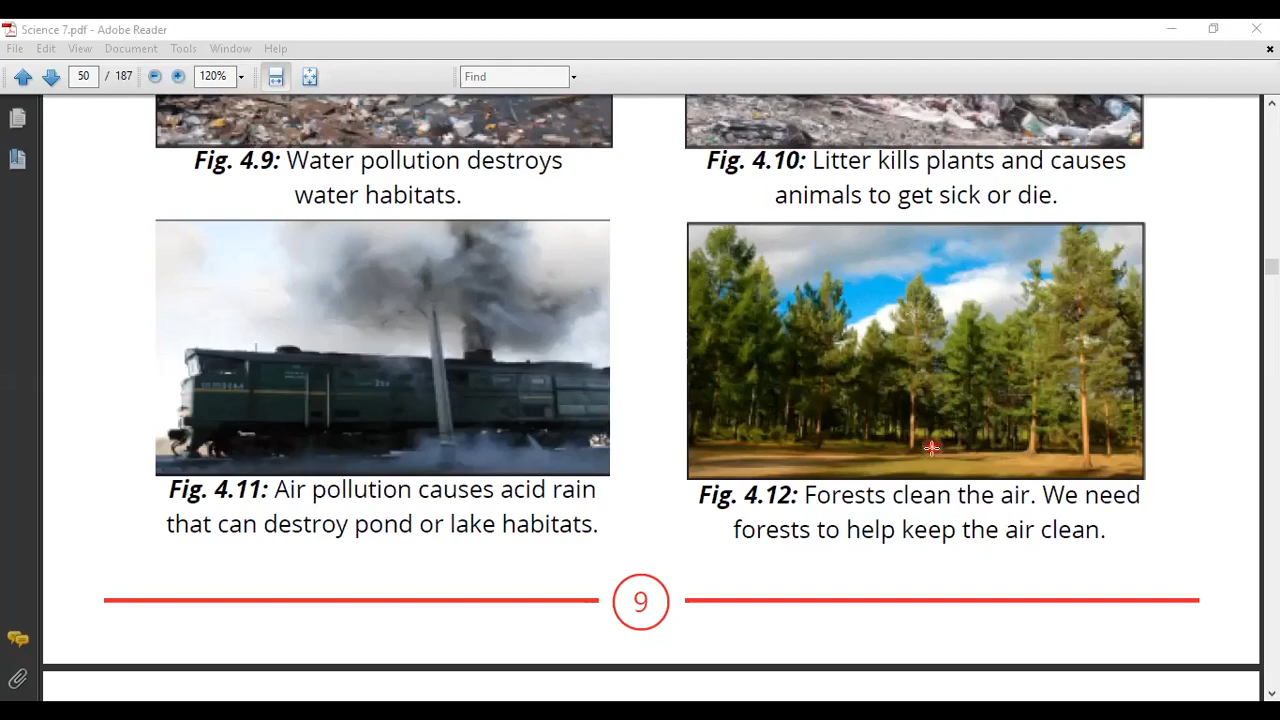 Science 7.pdf - Adobe Reader
File Edit View Document Tools Window Help
50 / 187 120% Find
Fig. 4.9: Water pollution destroys
water habitats.
Fig. 4.10: Litter kills plants and causes
animals to get sick or die.
Fig. 4.11: Air pollution causes acid rain
that can destroy pond or lake habitats.
Fig. 4.12: Forests clean the air. We need
forests to help keep the air clean.
9